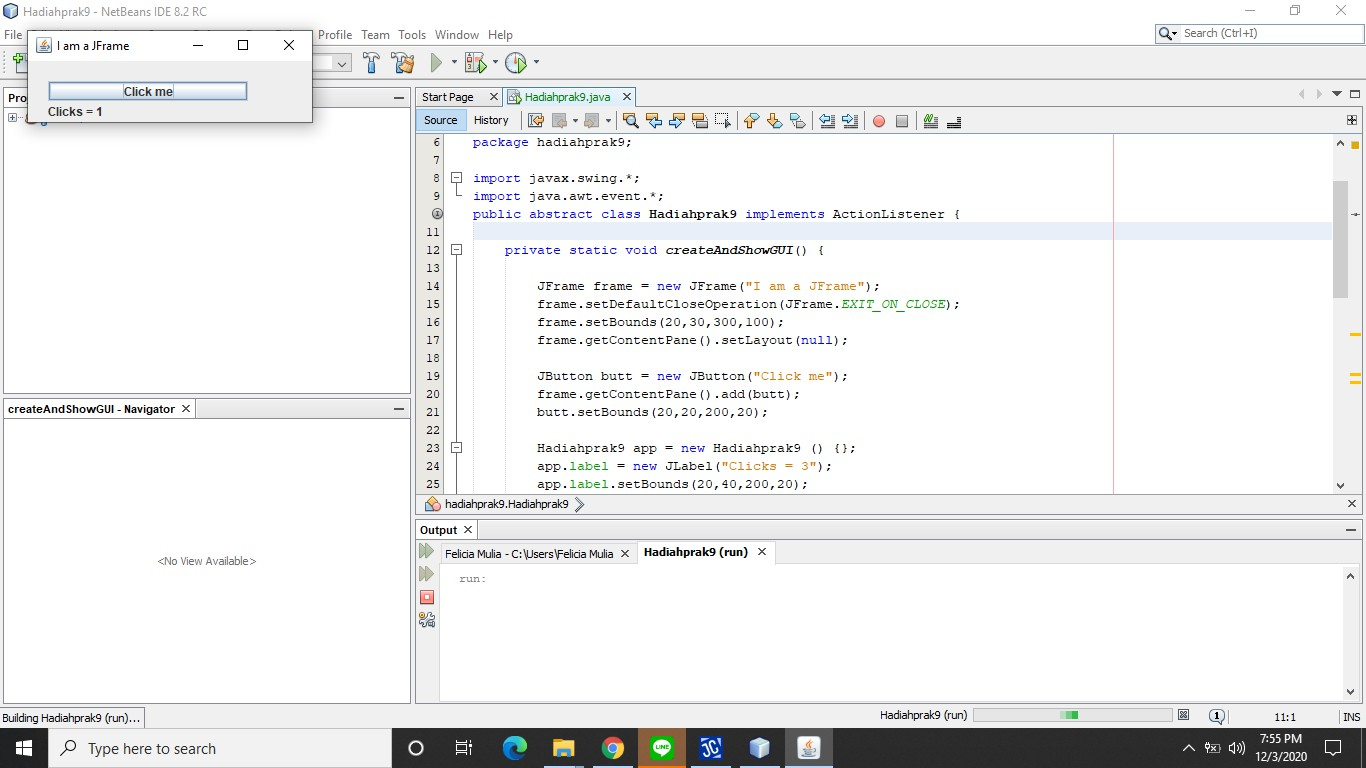 Hadiahprak9 - NetBeans IDE 8.2 RC
File
Profile Team Tools Window Help
Search (Ctrl+I)
I am a JFrame
Click me
Clicks = 1
Start Page
Hadiahprak9.java
Source History
6 package hadiahprak9;
7
8 import javax.swing.*;
9 import java.awt.event.*;
public abstract class Hadiahprak9 implements ActionListener {
11
12 private static void createAndShowGUI() {
13
14 JFrame frame = new JFrame("I am a JFrame");
15 frame.setDefaultCloseOperation(JFrame.EXIT_ON_CLOSE);
16 frame.setBounds(20,30,300,100);
17 frame.getContentPane().setLayout(null);
18
19 JButton butt = new JButton("Click me");
20 frame.getContentPane().add(butt);
21 butt.setBounds(20,20,200,20);
22
23 Hadiahprak9 app = new Hadiahprak9 () {};
24 app.label = new JLabel("Clicks = 3");
25 app.label.setBounds(20,40,200,20);
hadiahprak9.Hadiahprak9
createAndShowGUI - Navigator
<No View Available>
Output
Felicia Mulia - C:\Users\Felicia Mulia
Hadiahprak9 (run)
run:
Building Hadiahprak9 (run)...
Hadiahprak9 (run)
1
11:1
INS
Type here to search
7:55 PM
12/3/2020